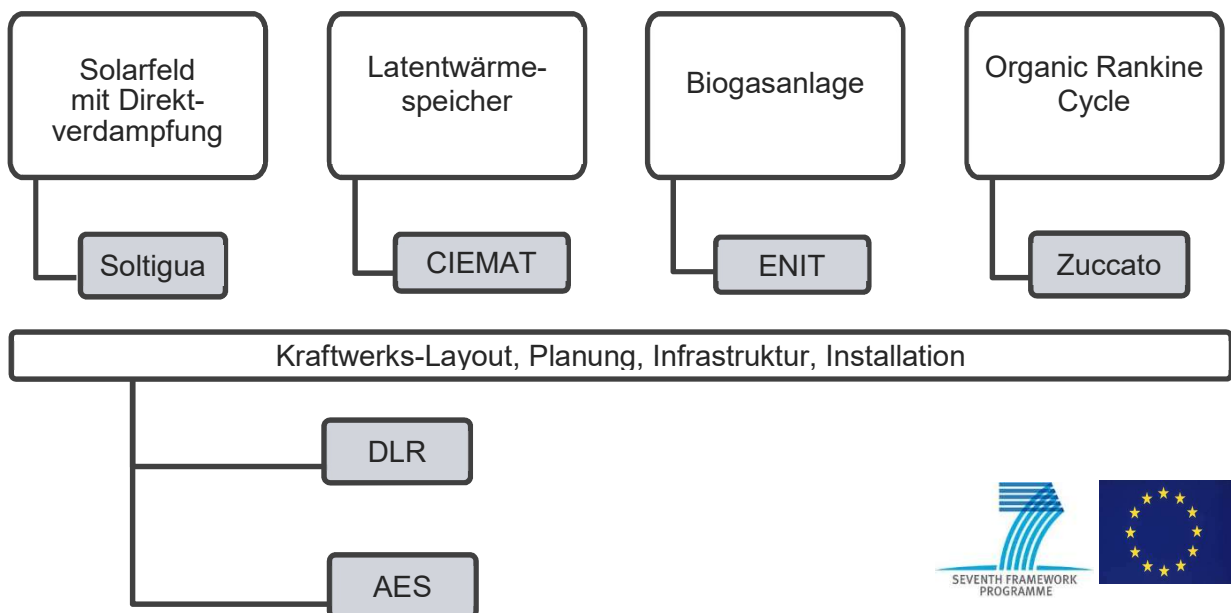 Solarfeld
mit Direkt-
verdampfung
Latentwärme-
speicher
Biogasanlage
Organic Rankine
Cycle
Soltigua
CIEMAT
ENIT
Zuccato
Kraftwerks-Layout, Planung, Infrastruktur, Installation
DLR
AES
7
SEVENTH FRAMEWORK
PROGRAMME